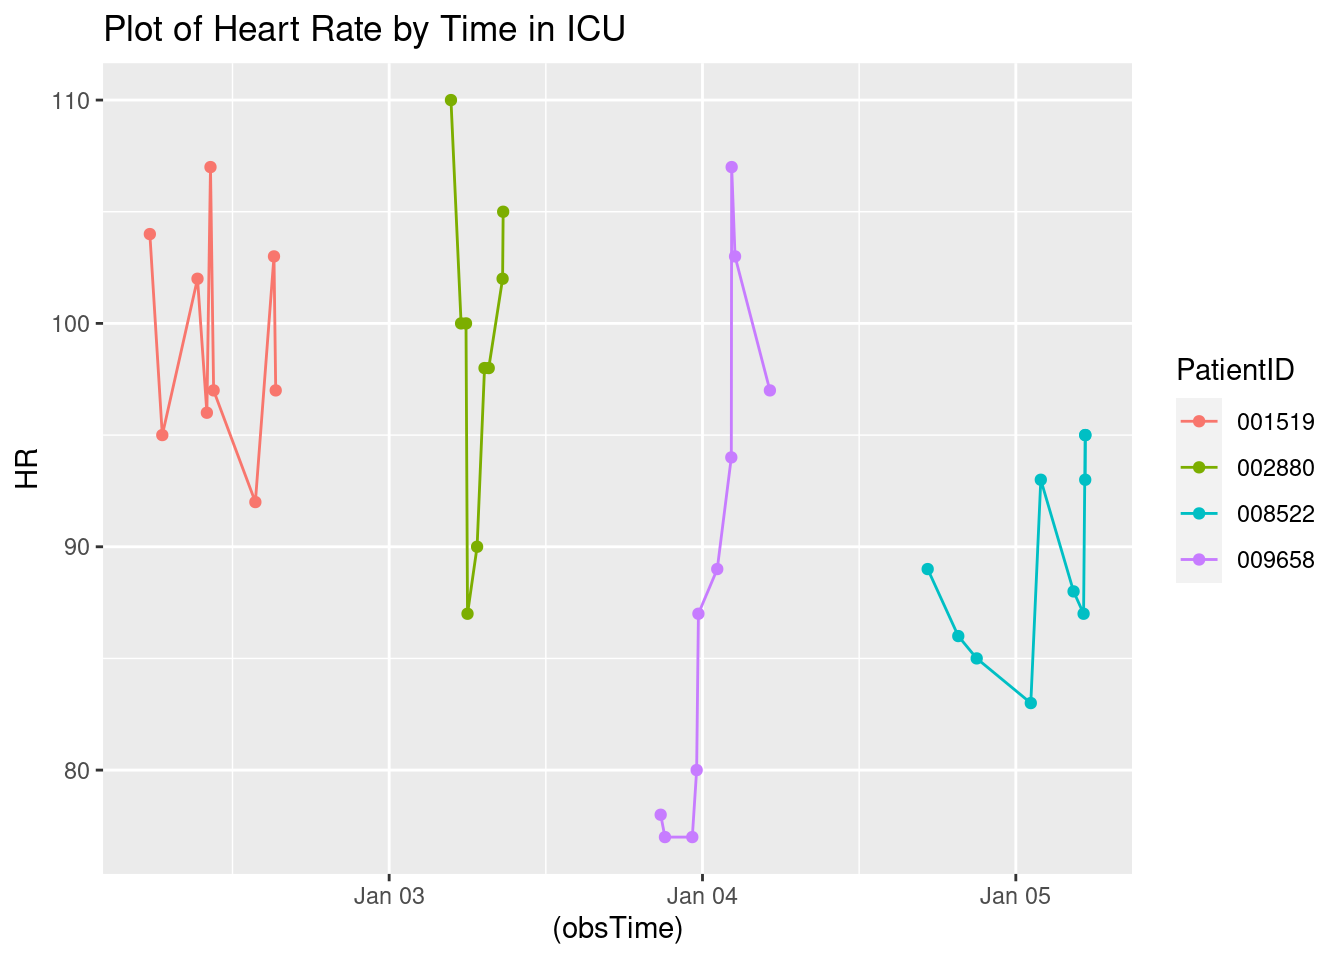 Plot of Heart Rate by Time in ICU
110
100
90
80
HR
Jan 03
Jan 04
Jan 05
(obsTime)
PatientID
001519
002880
008522
009658